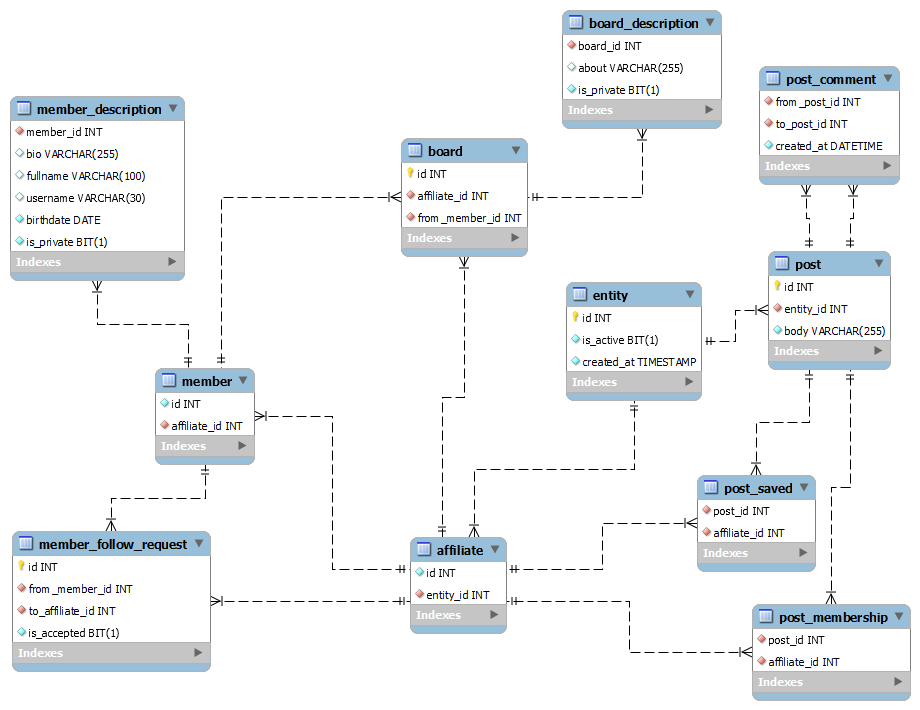 board_description
board_id INT
about VARCHAR(255)
is_private BIT(1)
Indexes
post_comment
from_post_id INT
to_post_id INT
created_at DATETIME
Indexes
member_description
member_id INT
bio VARCHAR(255)
fullname VARCHAR(100)
username VARCHAR(30)
birthdate DATE
is_private BIT(1)
Indexes
board
id INT
affiliate_id INT
from_member_id INT
Indexes
post
id INT
entity_id INT
body VARCHAR(255)
Indexes
entity
id INT
is_active BIT(1)
created_at TIMESTAMP
Indexes
member
id INT
affiliate_id INT
Indexes
post_saved
post_id INT
affiliate_id INT
Indexes
member_follow_request
id INT
from_member_id INT
to_affiliate_id INT
is_accepted BIT(1)
Indexes
affiliate
id INT
entity_id INT
Indexes
post_membership
post_id INT
affiliate_id INT
Indexes